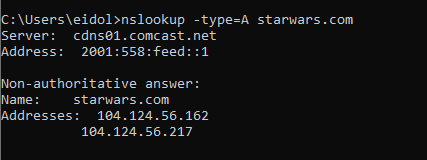 C:\Users\eidol>nslookup -type=A starwars.com
Server:  cdns01.comcast.net
Address:  2001:558:feed::1

Non-authoritative answer:
Name:    starwars.com
Addresses:  104.124.56.162
          104.124.56.217